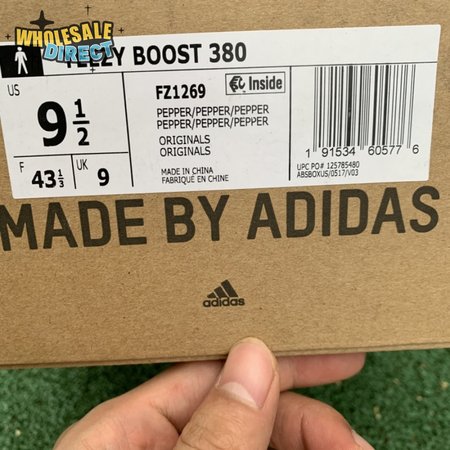 WHOLESALE
DIRECT
YEEZY BOOST 380
US
9 1/2
F
43 1/3
UK
9
FZ1269
Inside
PEPPER/PEPPER/PEPPER
PEPPER/PEPPER/PEPPER
ORIGINALS
ORIGINALS
MADE IN CHINA
FABRIQUE EN CHINE
1 91534 60577 6
UPC PO# 125785480
ABSBOXUS/0517/V03
MADE BY ADIDAS
adidas